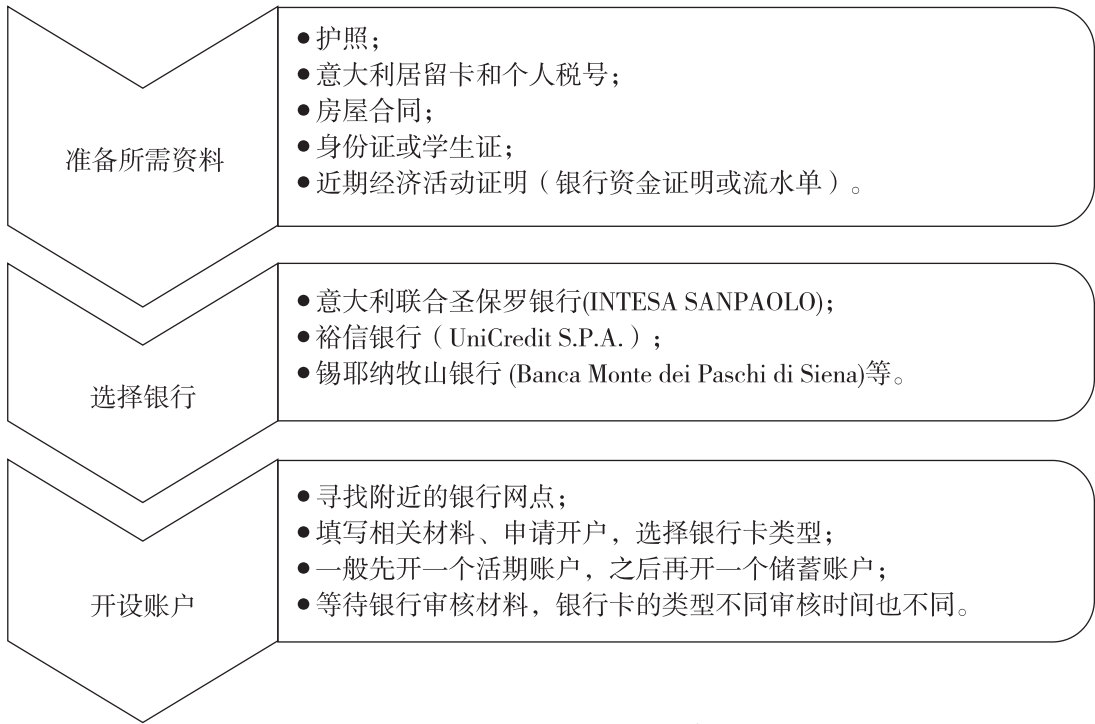 准备所需资料
●护照；
●意大利居留卡和个人税号；
●房屋合同；
●身份证或学生证；
●近期经济活动证明（银行资金证明或流水单）。
选择银行
●意大利联合圣保罗银行(INTESA SANPAOLO)；
●裕信银行（UniCredit S.P.A.）；
●锡耶纳牧山银行 (Banca Monte dei Paschi di Siena)等。
开设账户
●寻找附近的银行网点；
●填写相关材料、申请开户，选择银行卡类型；
●一般先开一个活期账户，之后再开一个储蓄账户；
●等待银行审核材料，银行卡的类型不同审核时间也不同。